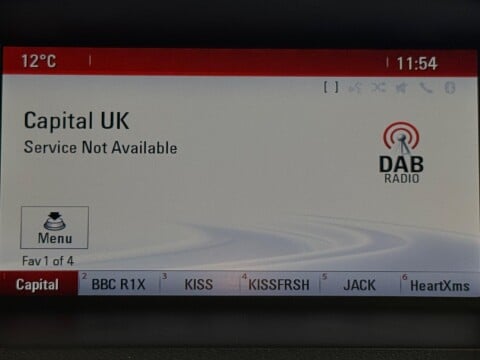 12°C 11:54
[ ]
Capital UK
Service Not Available
DAB
RADIO
Menu
Fav 1 of 4
1 Capital 2 BBC R1X 3 KISS 4 KISSFRSH 5 JACK 6 HeartXms